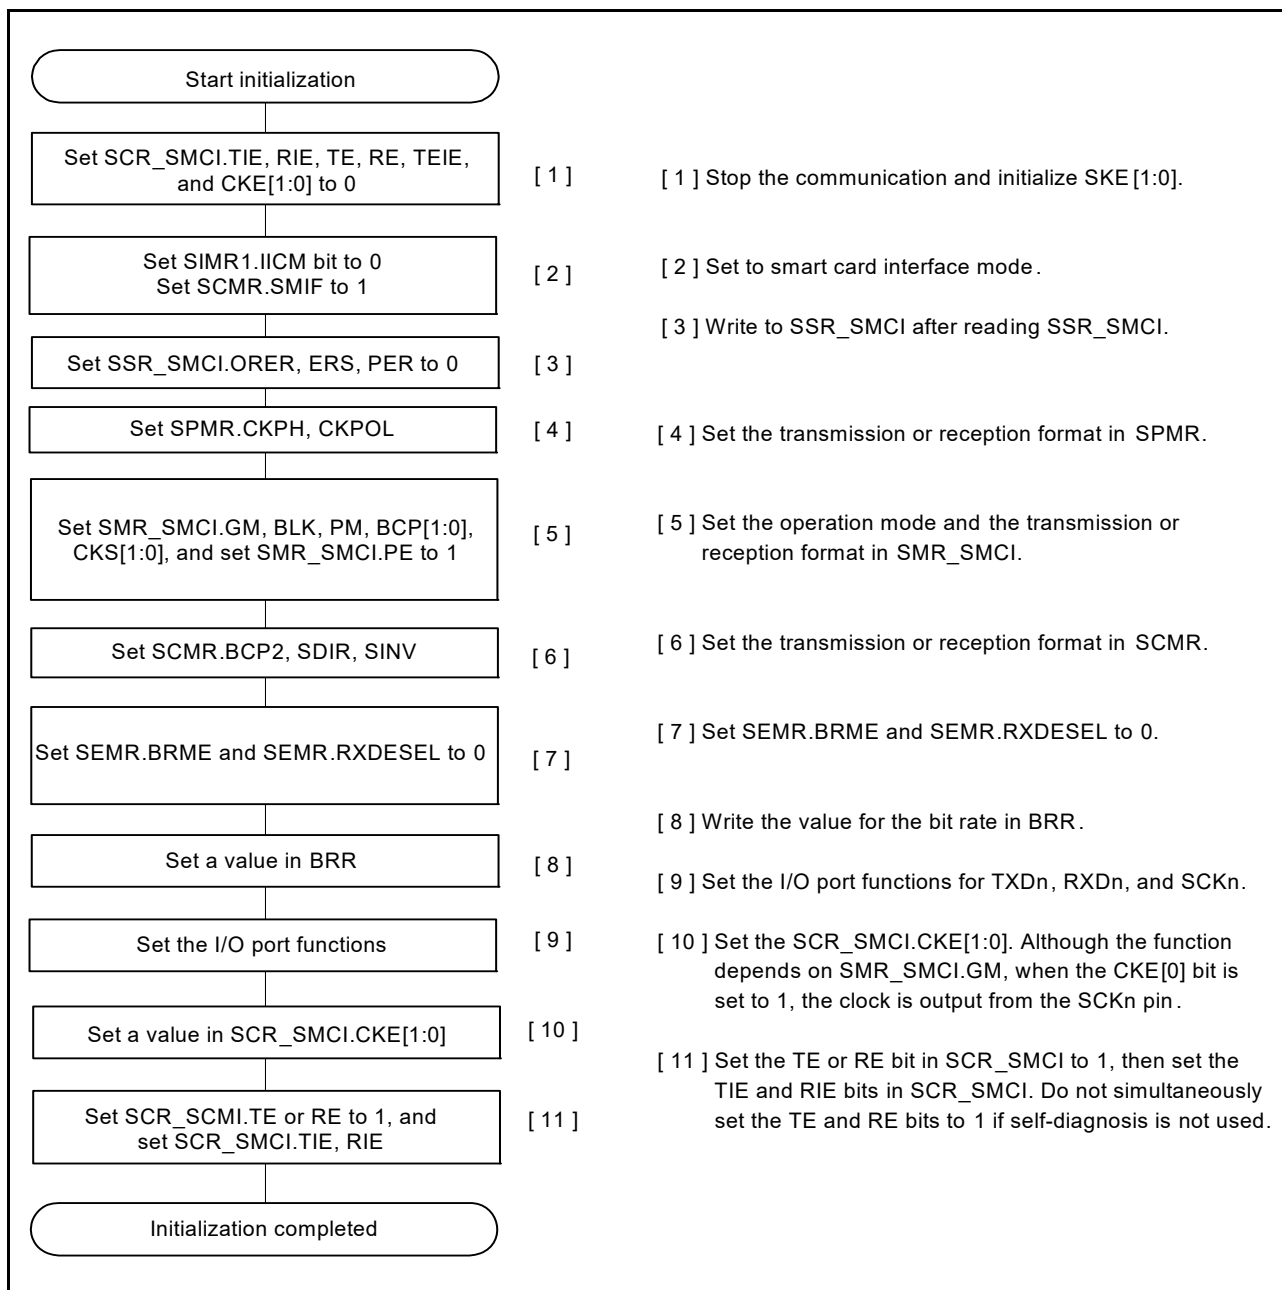 Start initialization
Set SCR_SMCI.TIE, RIE, TE, RE, TEIE,
and CKE[1:0] to 0
[ 1 ]
[ 1 ] Stop the communication and initialize SKE[1:0].
Set SIMR1.IICM bit to 0
Set SCMR.SMIF to 1
[ 2 ]
[ 2 ] Set to smart card interface mode.
[ 3 ] Write to SSR_SMCI after reading SSR_SMCI.
Set SSR_SMCI.ORER, ERS, PER to 0
[ 3 ]
Set SPMR.CKPH, CKPOL
[ 4 ]
[ 4 ] Set the transmission or reception format in SPMR.
Set SMR_SMCI.GM, BLK, PM, BCP[1:0],
CKS[1:0], and set SMR_SMCI.PE to 1
[ 5 ]
[ 5 ] Set the operation mode and the transmission or
reception format in SMR_SMCI.
Set SCMR.BCP2, SDIR, SINV
[ 6 ]
[ 6 ] Set the transmission or reception format in SCMR.
Set SEMR.BRME and SEMR.RXDESEL to 0
[ 7 ]
[ 7 ] Set SEMR.BRME and SEMR.RXDESEL to 0.
Set a value in BRR
[ 8 ]
[ 8 ] Write the value for the bit rate in BRR.
[ 9 ] Set the I/O port functions for TXDn, RXDn, and SCKn.
Set the I/O port functions
[ 9 ]
[ 10 ] Set the SCR_SMCI.CKE[1:0]. Although the function
depends on SMR_SMCI.GM, when the CKE[0] bit is
set to 1, the clock is output from the SCKn pin.
Set a value in SCR_SMCI.CKE[1:0]
[ 10 ]
[ 11 ] Set the TE or RE bit in SCR_SMCI to 1, then set the
TIE and RIE bits in SCR_SMCI. Do not simultaneously
set the TE and RE bits to 1 if self-diagnosis is not used.
Set SCR_SCMI.TE or RE to 1, and
set SCR_SMCI.TIE, RIE
[ 11 ]
Initialization completed